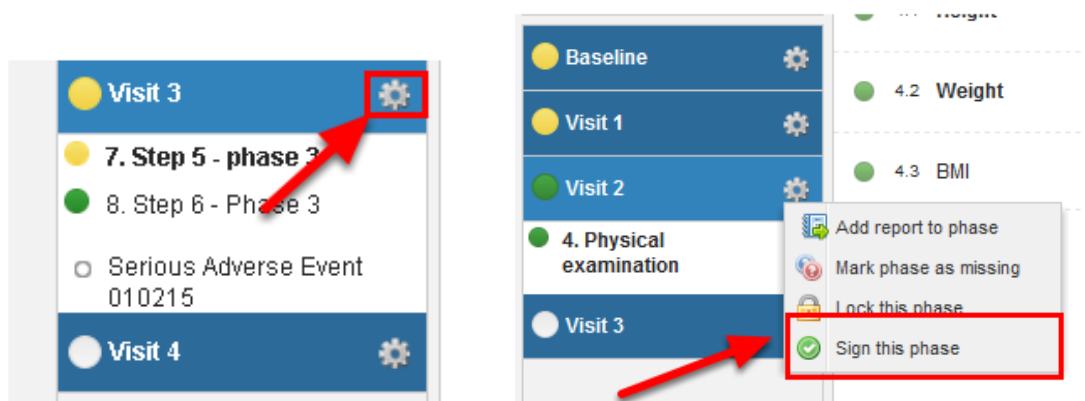 Visit 3
7. Step 5 - phase 3
8. Step 6 - Phase 3
Serious Adverse Event
010215
Visit 4
Baseline
Visit 1
Visit 2
4. Physical
examination
Visit 3
4.2 Weight
4.3 BMI
Add report to phase
Mark phase as missing
Lock this phase
Sign this phase